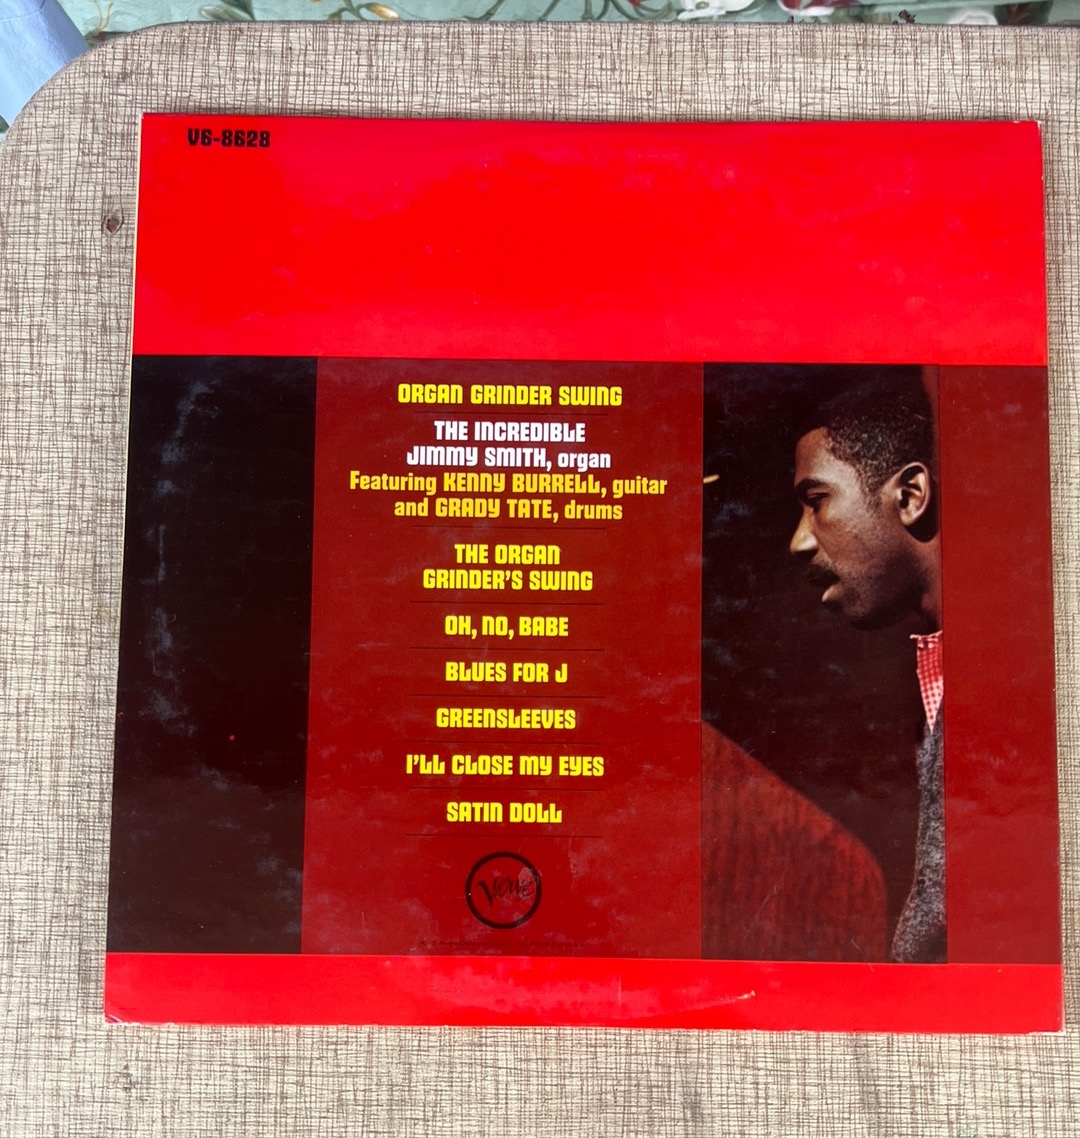 V6-8628
ORGAN GRINDER SWING
THE INCREDIBLE
JIMMY SMITH, organ
Featuring KENNY BURRELL, guitar
and GRADY TATE, drums
THE ORGAN
GRINDER'S SWING
OH, NO, BABE
BLUES FOR J
GREENSLEEVES
I'LL CLOSE MY EYES
SATIN DOLL
Verve